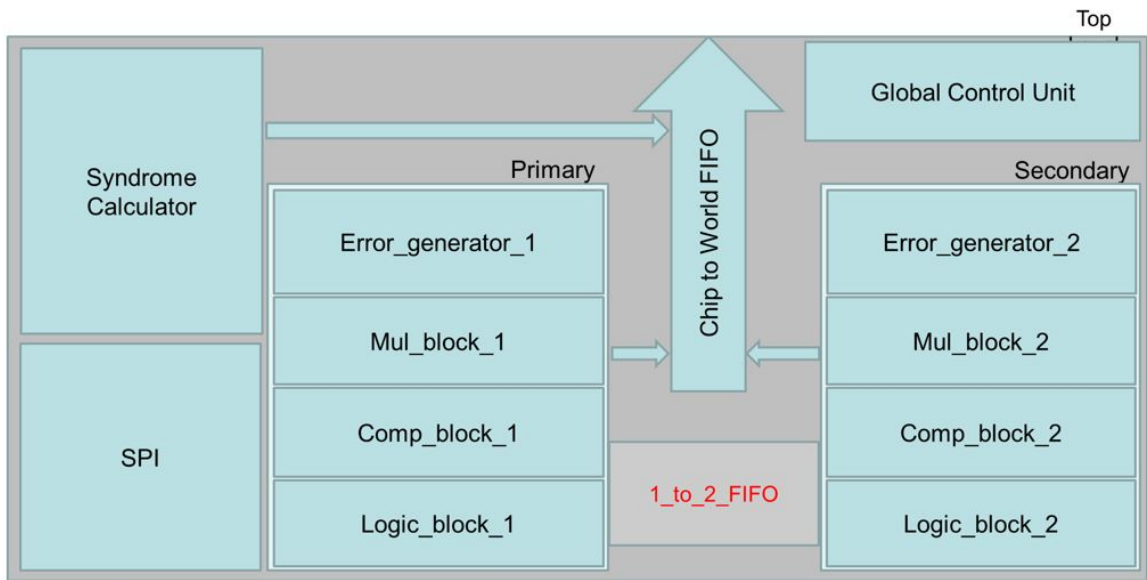 Top
Global Control Unit
Syndrome
Calculator
Chip to World FIFO
Primary
Secondary
Error_generator_1
Error_generator_2
Mul_block_1
Mul_block_2
Comp_block_1
Comp_block_2
SPI
1_to_2_FIFO
Logic_block_1
Logic_block_2